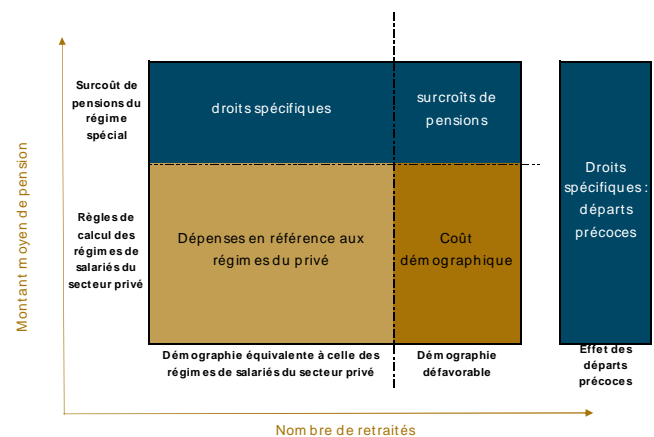 Surcoût de
pensions du
régime
spécial
droits spécifiques
surcroîts de
pensions
Droits
spécifiques :
départs
précoces
Montant moyen de pension
Règles de
calcul des
régimes de
salariés du
secteur privé
Dépenses en référence aux
régimes du privé
Coût
démographique
Démographie équivalente à celle des
régimes de salariés du secteur privé
Démographie
défavorable
Effet des
départs
précoces
Nombre de retraités